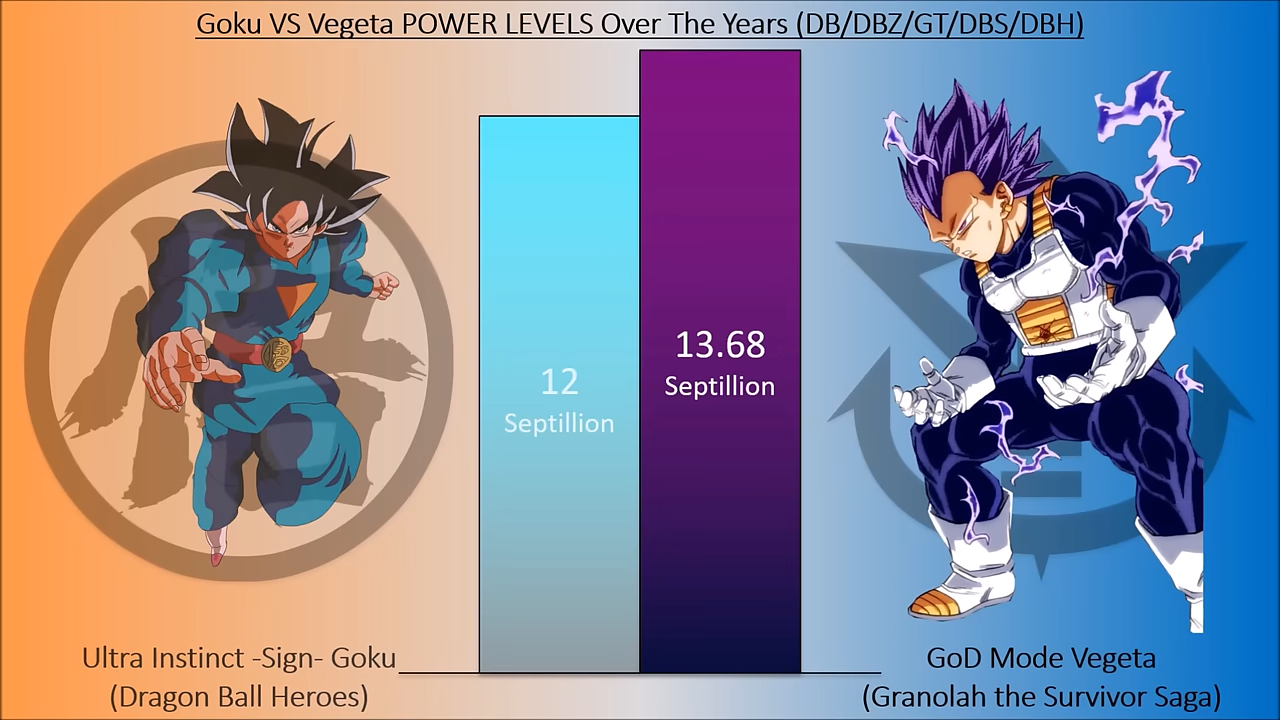 Goku VS Vegeta POWER LEVELS Over The Years (DB/DBZ/GT/DBS/DBH)
12
Septillion
13.68
Septillion
Ultra Instinct -Sign- Goku
(Dragon Ball Heroes)
GoD Mode Vegeta
(Granolah the Survivor Saga)